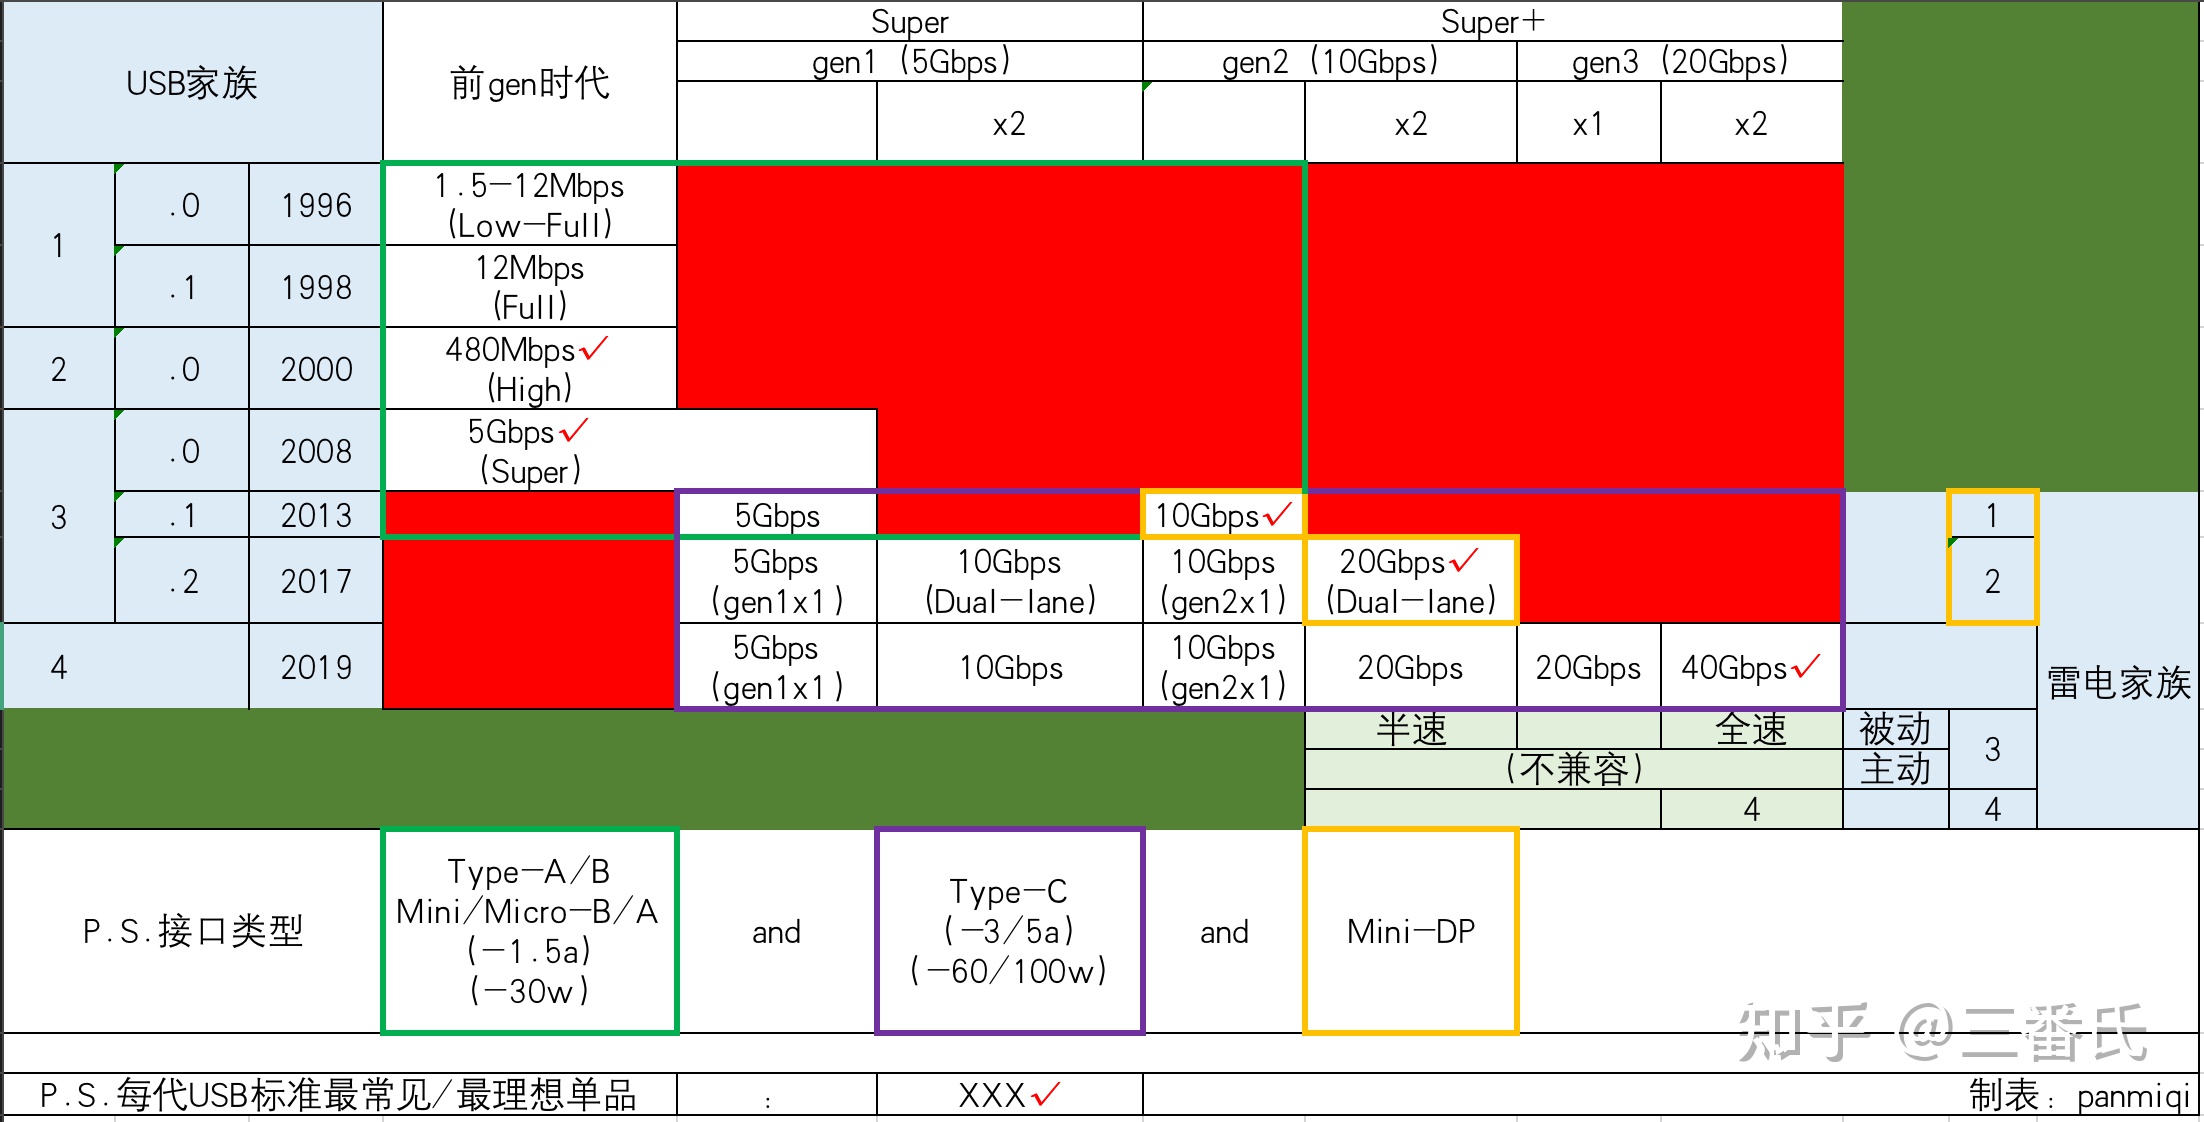 USB家族
前gen时代
Super
Super+
gen1 (5Gbps)
gen2 (10Gbps)
gen3 (20Gbps)
x2
x2
x1
x2
1
.0
1996
1.5-12Mbps
(Low-Full)
.1
1998
12Mbps
(Full)
2
.0
2000
480Mbps✓
(High)
3
.0
2008
5Gbps✓
(Super)
.1
2013
5Gbps
10Gbps✓
1
.2
2017
5Gbps
(gen1x1)
10Gbps
(Dual-lane)
10Gbps
(gen2x1)
20Gbps✓
(Dual-lane)
2
4
2019
5Gbps
(gen1x1)
10Gbps
10Gbps
(gen2x1)
20Gbps
20Gbps
40Gbps✓
雷电家族
半速
全速
被动
3
(不兼容)
主动
4
4
P.S.接口类型
Type-A/B
Mini/Micro-B/A
(-1.5a)
(-30w)
and
Type-C
(-3/5a)
(-60/100w)
and
Mini-DP
知乎 @三番氏
P.S.每代USB标准最常见/最理想单品
:
XXX✓
制表：panmiqi